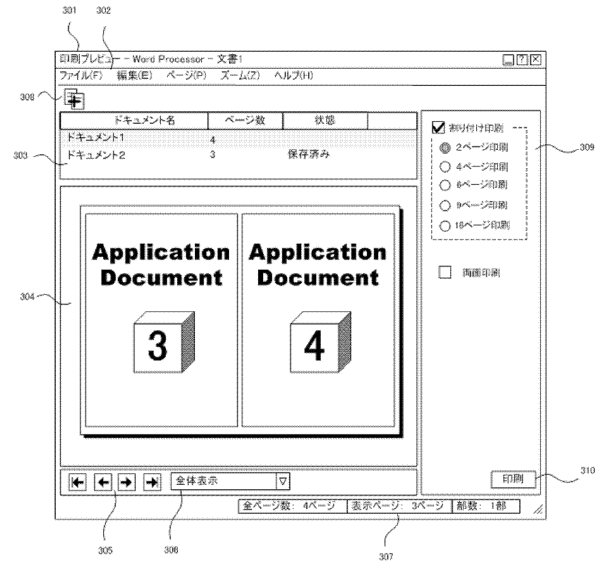 301
302
印刷プレビュー - Word Processor - 文書1
ファイル(F) 編集(E) ページ(P) ズーム(Z) ヘルプ(H)
308
ドキュメント名 ページ数 状態
ドキュメント1 4
ドキュメント2 3 保存済み
303
割り付け印刷
309
2ページ印刷
4ページ印刷
6ページ印刷
9ページ印刷
16ページ印刷
両面印刷
304
Application Document
3
Application Document
4
全体表示
印刷
310
全ページ数: 4ページ 表示ページ: 3ページ 部数: 1部
305
306
307